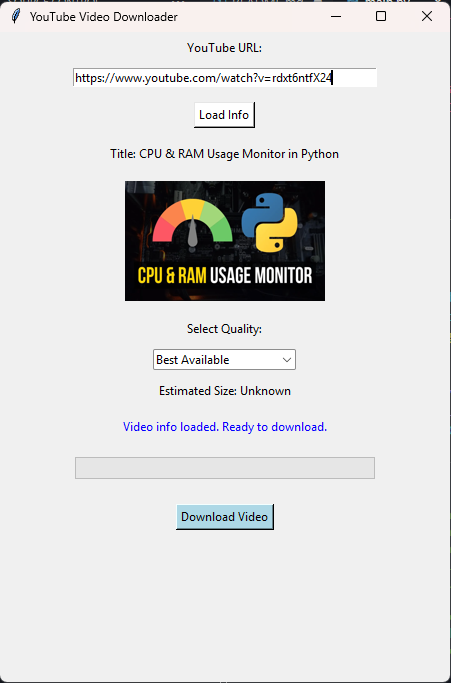 YouTube Video Downloader
YouTube URL:
https://www.youtube.com/watch?v=rdxt6ntfX24
Load Info
Title: CPU & RAM Usage Monitor in Python
CPU & RAM USAGE MONITOR
Select Quality:
Best Available
Estimated Size: Unknown
Video info loaded. Ready to download.
Download Video